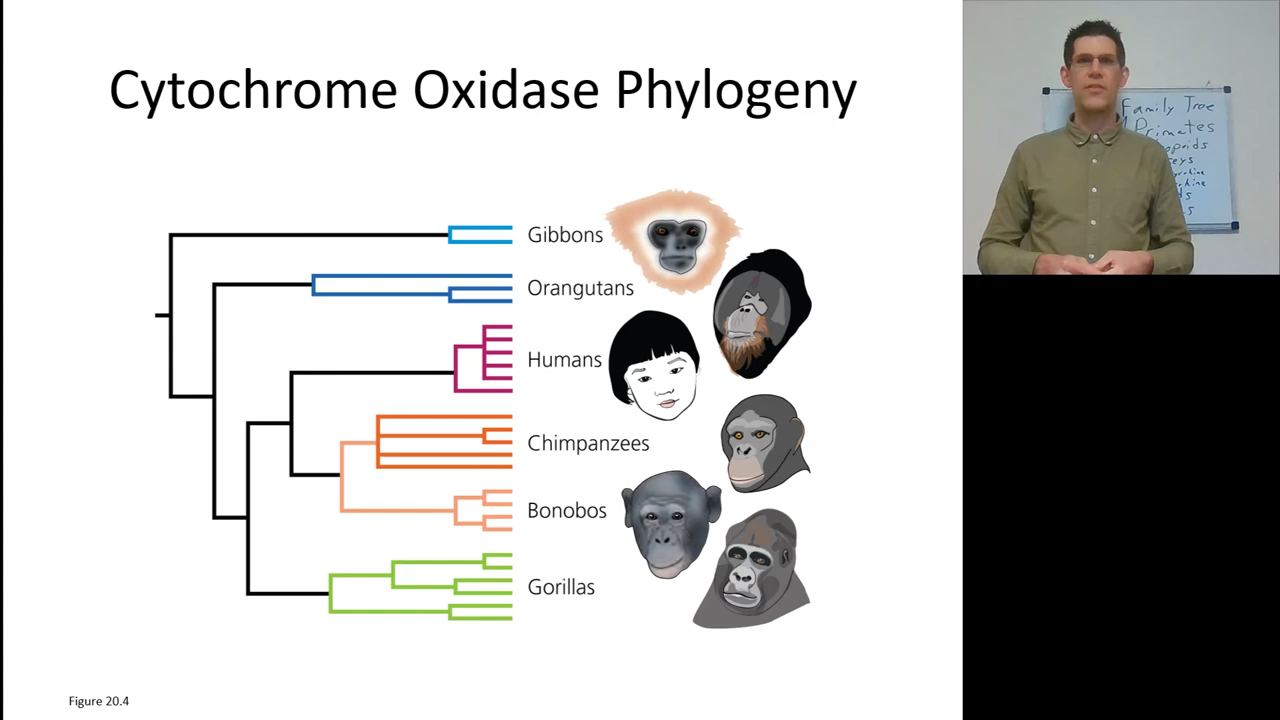 Cytochrome Oxidase Phylogeny
Gibbons
Orangutans
Humans
Chimpanzees
Bonobos
Gorillas
Figure 20.4
Family Tree
Primates